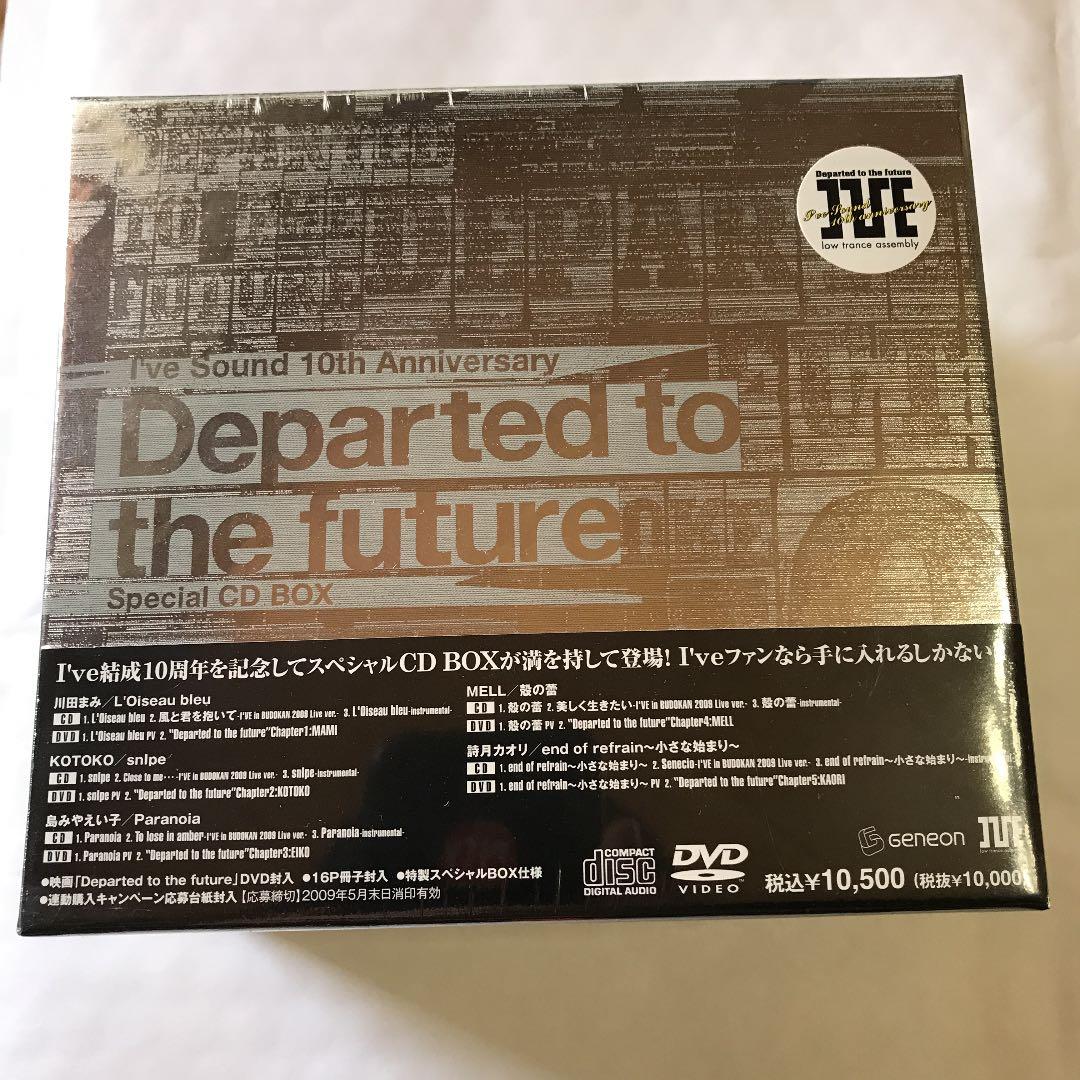 Departed to the future
I've Sound
10th anniversary
low trance assembly
I've Sound 10th Anniversary
Departed to
the future
Special CD BOX
I've結成10周年を記念してスペシャルCD BOXが満を持して登場! I'veファンなら手に入れるしかない
川田まみ/L'Oiseau bleu
CD 1. L'Oiseau bleu 2. 風と君を抱いて-I'VE in BUDOKAN 2009 Live ver.- 3. L'Oiseau bleu-instrumental-
DVD 1. L'Oiseau bleu PV 2. "Departed to the future"Chapter1:MAMI
KOTOKO/snIpe
CD 1. snIpe 2. Close to me…-I'VE in BUDOKAN 2009 Live ver.- 3. snIpe-instrumental-
DVD 1. snIpe PV 2. "Departed to the future"Chapter2:KOTOKO
島みやえい子/Paranoia
CD 1. Paranoia 2. To lose in amber-I'VE in BUDOKAN 2009 Live ver.- 3. Paranoia-instrumental-
DVD 1. Paranoia PV 2. "Departed to the future"Chapter3:EIKO
MELL/殻の蕾
CD 1. 殻の蕾 2. 美しく生きたい-I'VE in BUDOKAN 2009 Live ver.- 3. 殻の蕾-instrumental-
DVD 1. 殻の蕾 PV 2. "Departed to the future"Chapter4:MELL
詩月カオリ/end of refrain〜小さな始まり〜
CD 1. end of refrain〜小さな始まり〜 2. Senecio-I'VE in BUDOKAN 2009 Live ver.- 3. end of refrain〜小さな始まり〜-instrumental-
DVD 1. end of refrain〜小さな始まり〜 PV 2. "Departed to the future"Chapter5:KAORI
●映画「Departed to the future」DVD封入 ●16P冊子封入 ●特製スペシャルBOX仕様
●連動購入キャンペーン応募台紙封入【応募締切】2009年5月末日消印有効
COMPACT
disc
DIGITAL AUDIO
DVD
VIDEO
GENEON
I'VE
low trance assembly
税込¥10,500 (税抜¥10,000)